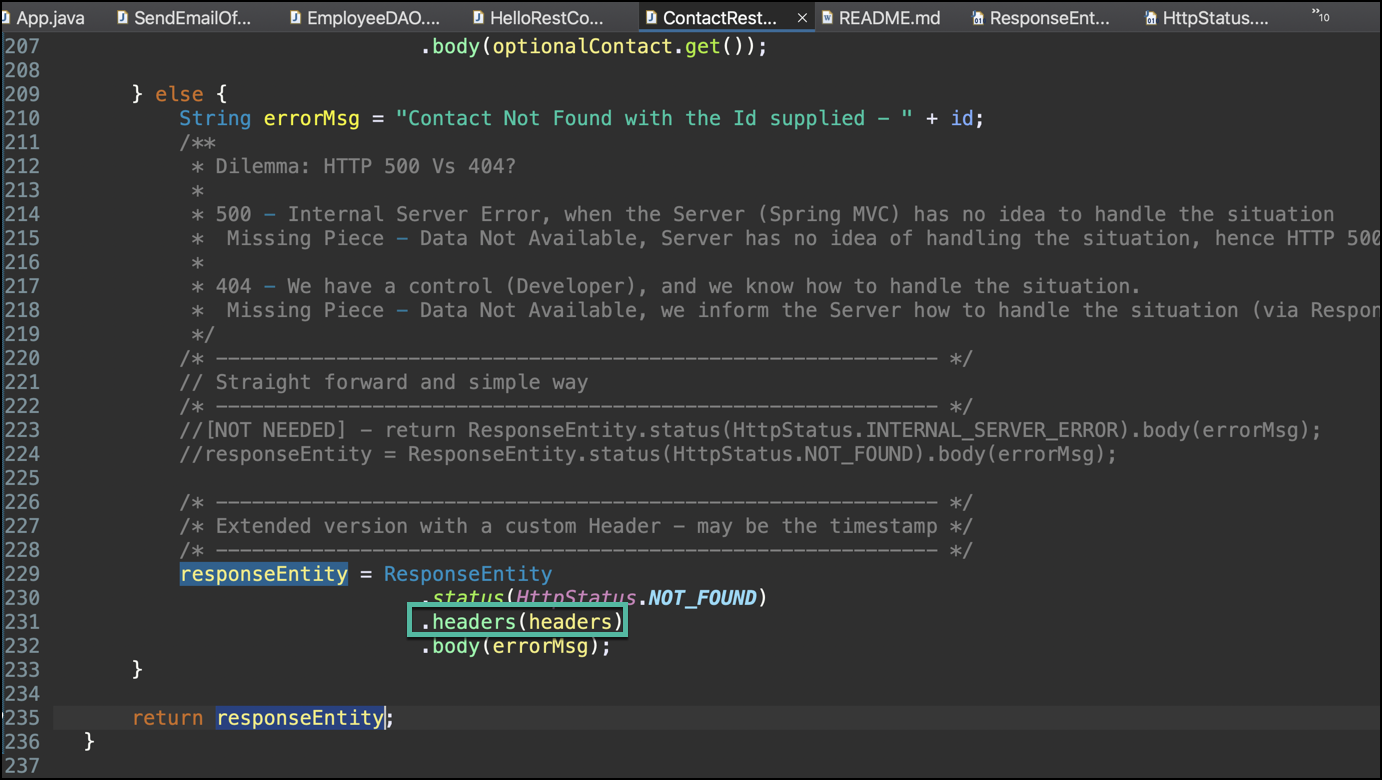 App.java SendEmailOf... EmployeeDAO.... HelloRestCo... ContactRest... × README.md ResponseEnt... HttpStatus.... »10
207 .body(optionalContact.get());
208
209 } else {
210 String errorMsg = "Contact Not Found with the Id supplied - " + id;
211 /**
212 * Dilemma: HTTP 500 Vs 404?
213 *
214 * 500 - Internal Server Error, when the Server (Spring MVC) has no idea to handle the situation
215 * Missing Piece - Data Not Available, Server has no idea of handling the situation, hence HTTP 500
216 *
217 * 404 - We have a control (Developer), and we know how to handle the situation.
218 * Missing Piece - Data Not Available, we inform the Server how to handle the situation (via Respon
219 */
220 /* ------------------------------------------------------------ */
221 // Straight forward and simple way
222 /* ------------------------------------------------------------ */
223 //[NOT NEEDED] - return ResponseEntity.status(HttpStatus.INTERNAL_SERVER_ERROR).body(errorMsg);
224 //responseEntity = ResponseEntity.status(HttpStatus.NOT_FOUND).body(errorMsg);
225
226 /* ------------------------------------------------------------ */
227 /* Extended version with a custom Header - may be the timestamp */
228 /* ------------------------------------------------------------ */
229 responseEntity = ResponseEntity
230 .status(HttpStatus.NOT_FOUND)
231 .headers(headers)
232 .body(errorMsg);
233 }
234
235 return responseEntity;
236 }
237